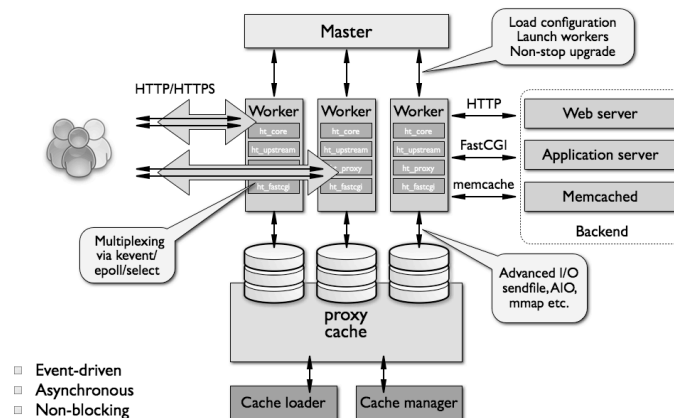 Master
Load configuration
Launch workers
Non-stop upgrade
HTTP/HTTPS
Worker
ht_core
ht_upstream
ht_fastcgi
Worker
ht_core
ht_upstream
_proxy
ht_fastcgi
Worker
ht_core
ht_upstream
ht_proxy
ht_fastcgi
HTTP
FastCGI
memcache
Web server
Application server
Memcached
Backend
Multiplexing
via kevent/
epoll/select
Advanced I/O
sendfile, AIO,
mmap etc.
proxy
cache
Event-driven
Asynchronous
Non-blocking
Cache loader
Cache manager